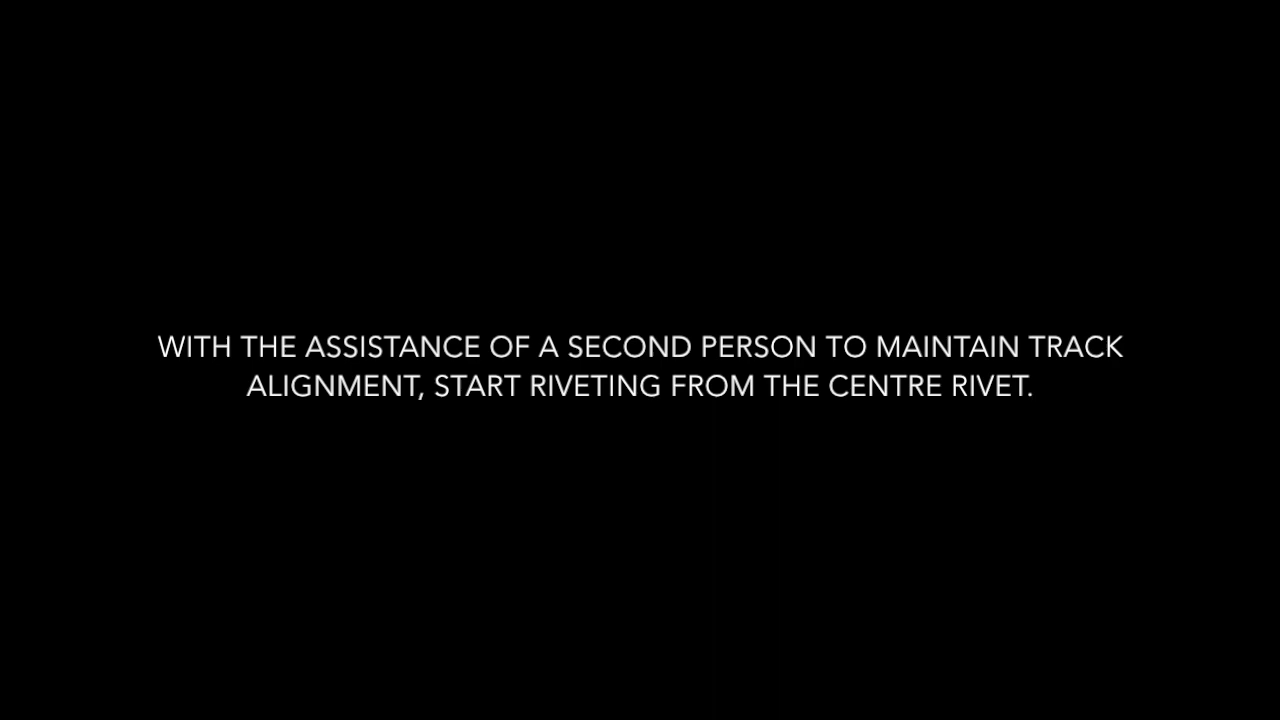 WITH THE ASSISTANCE OF A SECOND PERSON TO MAINTAIN TRACK
ALIGNMENT, START RIVETING FROM THE CENTRE RIVET.